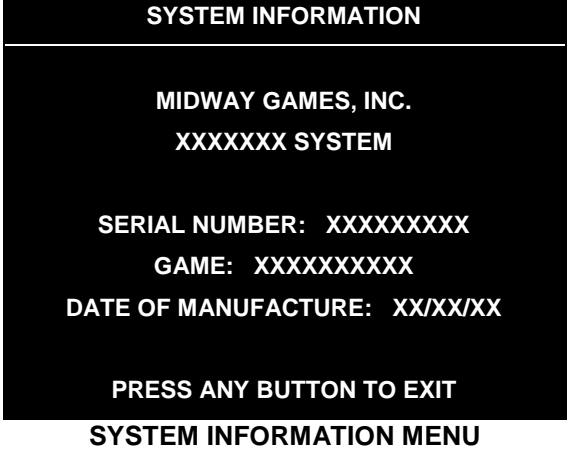 SYSTEM INFORMATION
MIDWAY GAMES, INC.
XXXXXXX SYSTEM
SERIAL NUMBER: XXXXXXXXX
GAME: XXXXXXXXXX
DATE OF MANUFACTURE: XX/XX/XX
PRESS ANY BUTTON TO EXIT
SYSTEM INFORMATION MENU